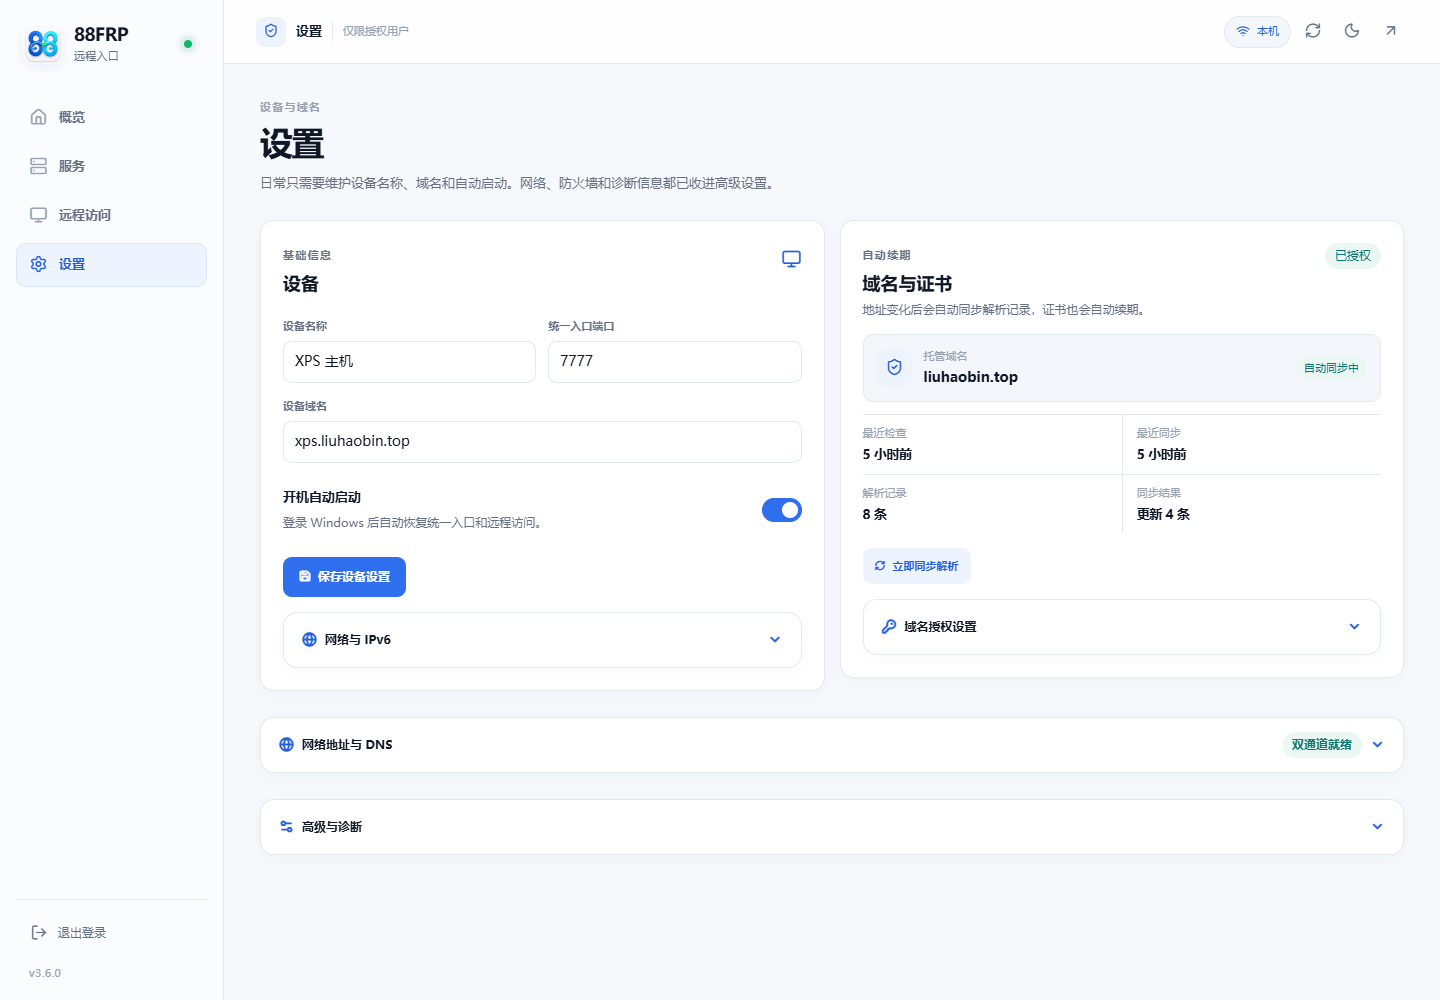 88FRP
远程入口
概览
服务
远程访问
设置
退出登录
v3.6.0
设置
仅限授权用户
本机
设备与域名
设置
日常只需要维护设备名称、域名和自动启动。网络、防火墙和诊断信息都已收进高级设置。
基础信息
设备
设备名称
统一入口端口
XPS 主机
7777
设备域名
xps.liuhaobin.top
开机自动启动
登录 Windows 后自动恢复统一入口和远程访问。
保存设备设置
网络与 IPv6
自动续期
已授权
域名与证书
地址变化后会自动同步解析记录，证书也会自动续期。
托管域名
liuhaobin.top
自动同步中
最近检查
5 小时前
最近同步
5 小时前
解析记录
8 条
同步结果
更新 4 条
立即同步解析
域名授权设置
网络地址与 DNS
双通道就绪
高级与诊断